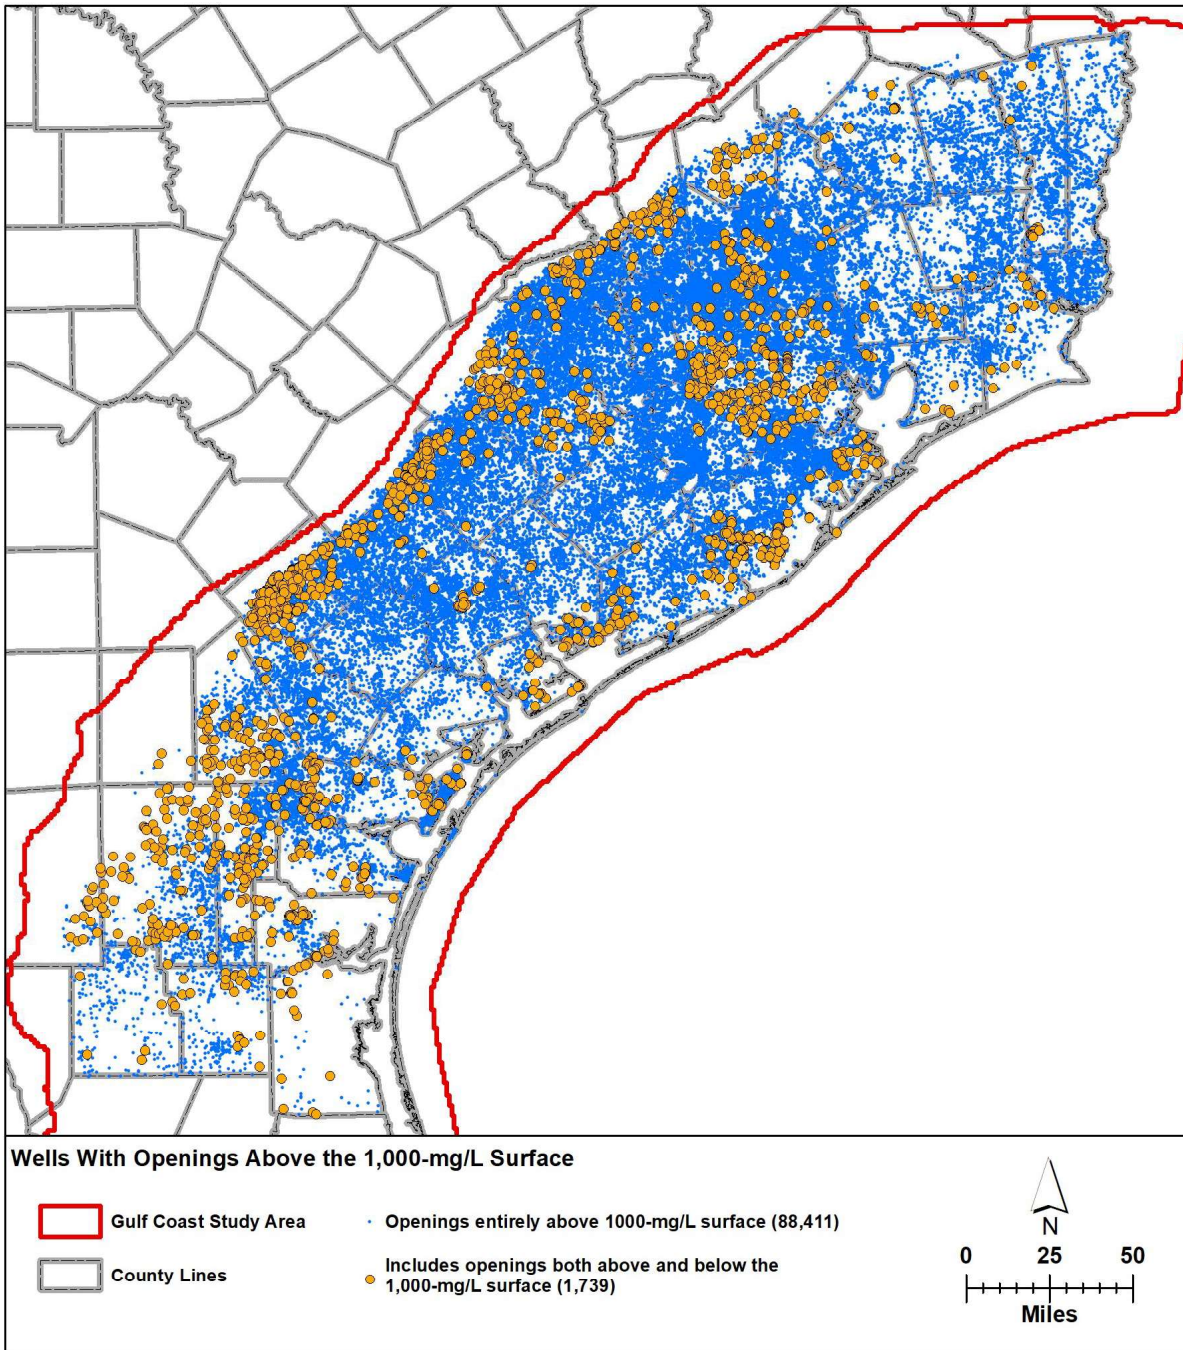 Wells With Openings Above the 1,000-mg/L Surface
Gulf Coast Study Area
County Lines
Openings entirely above 1000-mg/L surface (88,411)
Includes openings both above and below the
1,000-mg/L surface (1,739)
N
0 25 50
Miles